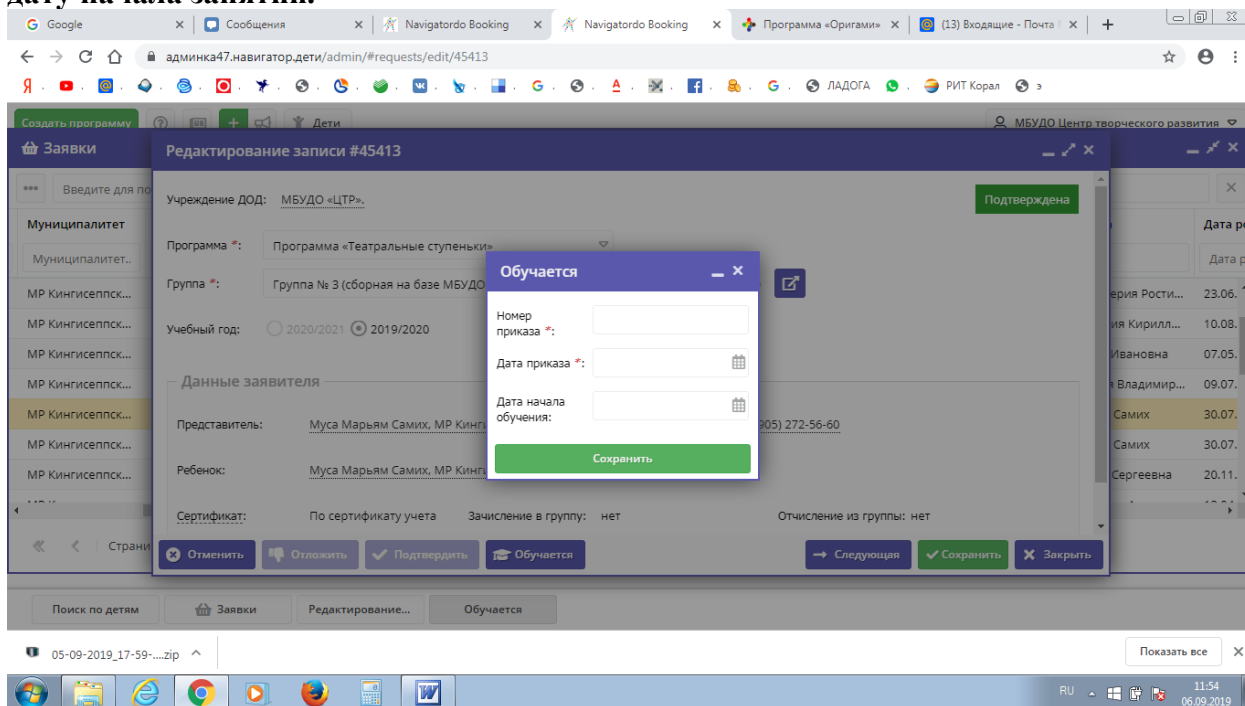 дату начала занятий.
Google
Сообщения
Navigatordo Booking
Navigatordo Booking
Программа «Оригами»
(13) Входящие - Почта
админка47.навигатор.дети/admin/#requests/edit/45413
ЛАДОГА
РИТ Корал
э
Создать программу
Дети
МБУДО Центр творческого развития
Заявки
Редактирование записи #45413
Введите для по
Учреждение ДОД: МБУДО «ЦТР».
Подтверждена
Муниципалитет
Дата р
Программа *: Программа «Театральные ступеньки»
Муниципалитет..
Дата р
Обучается
Группа *: Группа № 3 (сборная на базе МБУДО
МР Кингисеппск...
ерия Рости... 23.06.
Номер
приказа *:
МР Кингисеппск...
Учебный год: 2020/2021 2019/2020
ия Кирилл... 10.08.
МР Кингисеппск...
Дата приказа *:
Ивановна 07.05.
Данные заявителя
МР Кингисеппск...
Владимир... 09.07.
Дата начала
обучения:
МР Кингисеппск...
Самих 30.07.
Представитель: Муса Марьям Самих, МР Кинги
905) 272-56-60
МР Кингисеппск...
Самих 30.07.
Сохранить
Ребенок: Муса Марьям Самих, МР Кинги
МР Кингисеппск...
Сергеевна 20.11.
Сертификат: По сертификату учета Зачисление в группу: нет Отчисление из группы: нет
Страни
Отменить Отложить Подтвердить Обучается Следующая Сохранить Закрыть
Поиск по детям Заявки Редактирование... Обучается
05-09-2019_17-59-....zip
Показать все
RU
11:54
06.09.2019